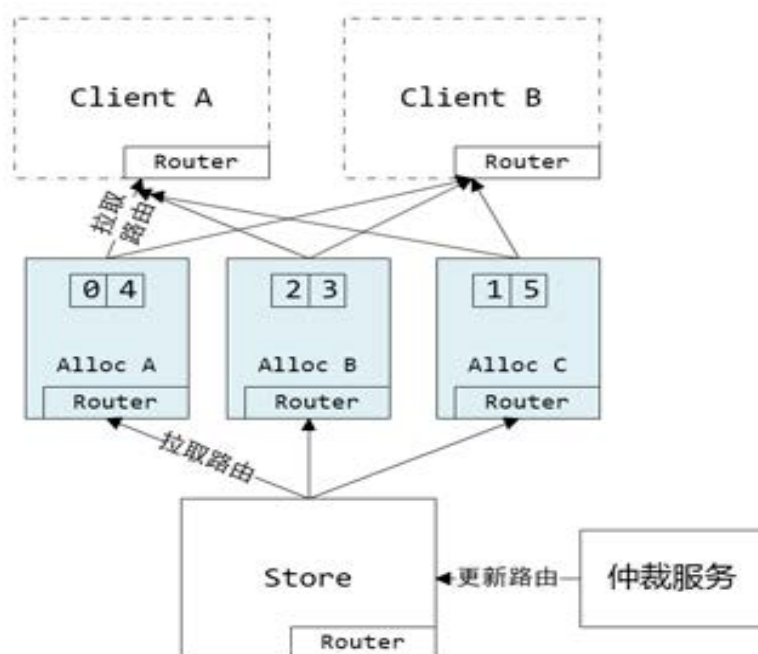 Client A
Client B
Router
Router
拉取
路由
0 4
2 3
1 5
Alloc A
Alloc B
Alloc C
Router
Router
Router
拉取路由
Store
更新路由
仲裁服务
Router